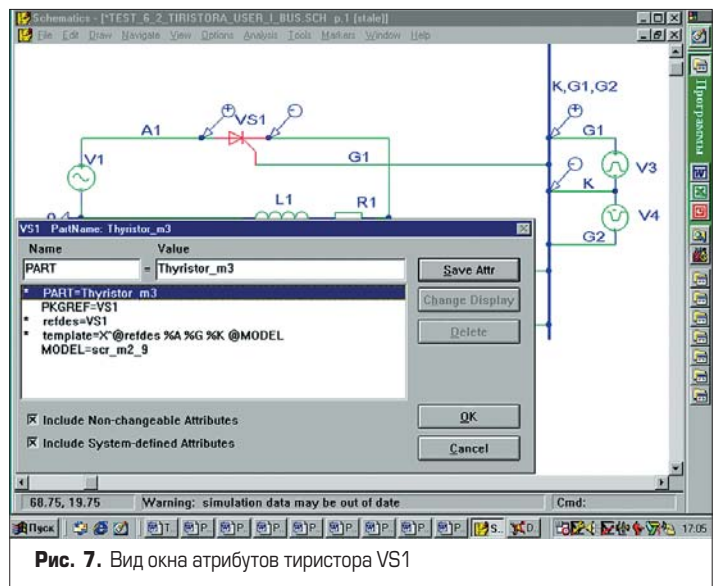 Schematics - [*TEST_6_2_TIRISTORA_USER_I_BUS.SCH p.1 (stale)]
File Edit Draw Navigate View Options Analysis Tools Markers Window Help
K,G1,G2
VS1
A1
G1
G1
V1
V3
K
L1
R1
V4
G2
Программы
VS1 PartName: Thyristor_m3
Name Value
PART = Thyristor_m3
Save Attr
Change Display
Delete
* PART=Thyristor_m3
PKGREF=VS1
* refdes=VS1
* template=X^@refdes %A %G %K @MODEL
MODEL=scr_m2_9
Include Non-changeable Attributes
Include System-defined Attributes
OK
Cancel
68.75, 19.75 Warning: simulation data may be out of date Cmd:
Пуск T. P. P. P. P. P. P. P. P. S.. D. 17:05
Рис. 7. Вид окна атрибутов тиристора VS1